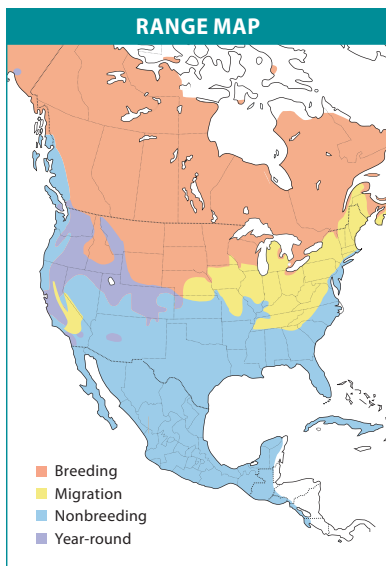 RANGE MAP
Breeding
Migration
Nonbreeding
Year-round